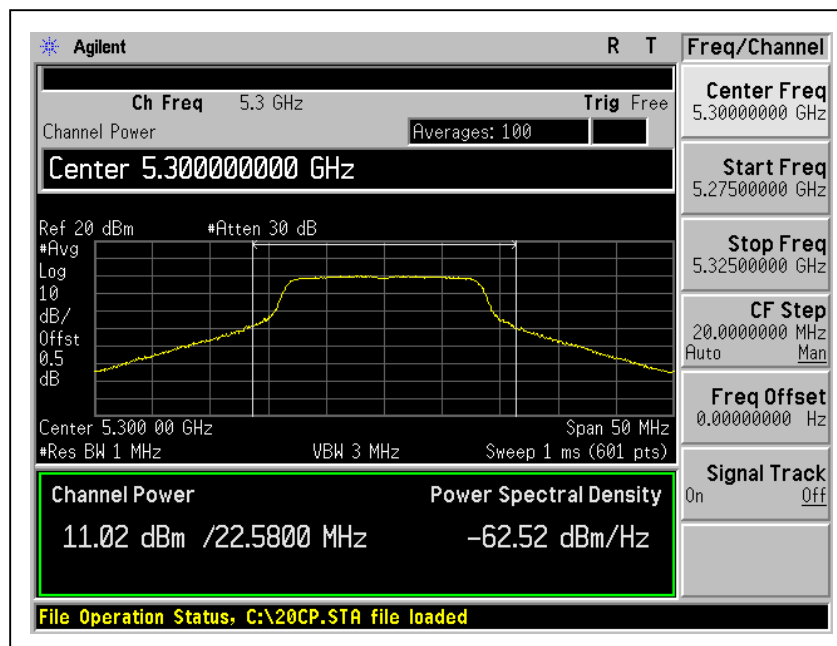 Agilent R T
Ch Freq 5.3 GHz Trig Free
Channel Power Averages: 100
Center 5.300000000 GHz
Ref 20 dBm #Atten 30 dB
#Avg
Log
10
dB/
Offst
0.5
dB
Center 5.300 00 GHz Span 50 MHz
#Res BW 1 MHz VBW 3 MHz Sweep 1 ms (601 pts)
Channel Power Power Spectral Density
11.02 dBm /22.5800 MHz -62.52 dBm/Hz
File Operation Status, C:\20CP.STA file loaded
Freq/Channel
Center Freq
5.30000000 GHz
Start Freq
5.27500000 GHz
Stop Freq
5.32500000 GHz
CF Step
20.0000000 MHz
Auto Man
Freq Offset
0.00000000 Hz
Signal Track
On Off